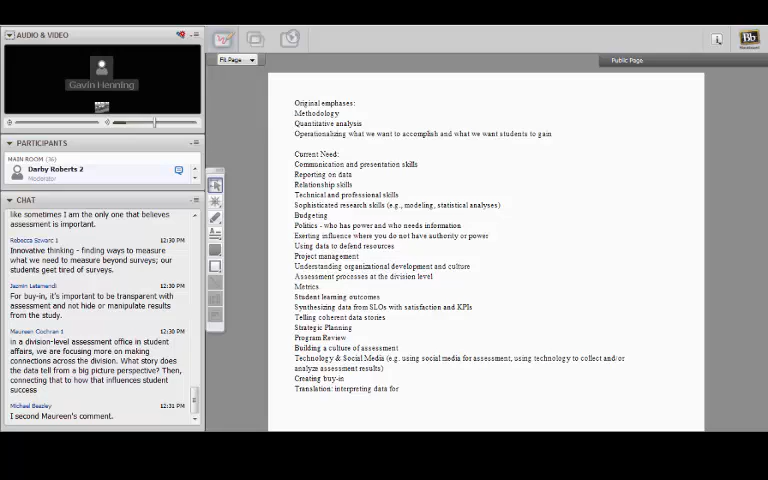 AUDIO & VIDEO
Gavin Henning
PARTICIPANTS
MAIN ROOM (36)
Darby Roberts 2
Moderator
CHAT
like sometimes I am the only one that believes
assessment is important.
Rebecca Szwarc 1 12:30 PM
Innovative thinking - finding ways to measure
what we need to measure beyond surveys; our
students geet tired of surveys.
Jazmin Letamendi 12:30 PM
For buy-in, it's important to be transparent with
assessment and not hide or manipulate results
from the study.
Maureen Cochran 1 12:30 PM
in a division-level assessment office in student
affairs, we are focusing more on making
connections across the division. What story does
the data tell from a big picture perspective? Then,
connecting that to how that influences student
success
Michael Beazley 12:31 PM
I second Maureen's comment.
Fit Page
Public Page
Bb
Original emphases:
Methodology
Quantitative analysis
Operationalizing what we want to accomplish and what we want students to gain
Current Need:
Communication and presentation skills
Reporting on data
Relationship skills
Technical and professional skills
Sophisticated research skills (e.g., modeling, statistical analyses)
Budgeting
Politics - who has power and who needs information
Exerting influence where you do not have authority or power
Using data to defend resources
Project management
Understanding organizational development and culture
Assessment processes at the division level
Metrics
Student learning outcomes
Synthesizing data from SLOs with satisfaction and KPIs
Telling coherent data stories
Strategic Planning
Program Review
Building a culture of assessment
Technology & Social Media (e.g. using social media for assessment, using technology to collect and/or
analyze assessment results)
Creating buy-in
Translation: interpreting data for